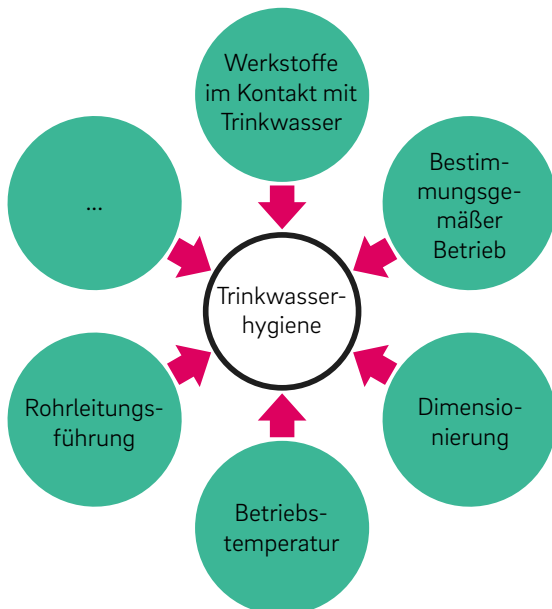 Werkstoffe
im Kontakt mit
Trinkwasser
Bestim-
mungsge-
mäßer
Betrieb
Dimensio-
nierung
Betriebs-
temperatur
Rohrleitungs-
führung
...
Trinkwasser-
hygiene